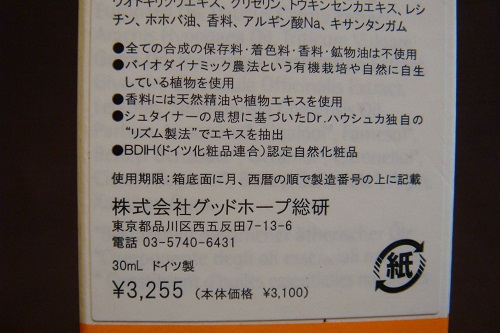 ウオトギリソウエキス、グリセリン、トウキンセンカエキス、レシ
チン、ホホバ油、香料、アルギン酸Na、キサンタンガム
●全ての合成の保存料・着色料・香料・鉱物油は不使用
●バイオダイナミック農法という有機栽培や自然に自生
している植物を使用
●香料には天然精油や植物エキスを使用
●シュタイナーの思想に基づいたDr.ハウシュカ独自の
“リズム製法”でエキスを抽出
●BDIH(ドイツ化粧品連合)認定自然化粧品
使用期限:箱底面に月、西暦の順で製造番号の上に記載
株式会社グッドホープ総研
東京都品川区西五反田7-13-6
電話 03-5740-6431
30mL ドイツ製
¥3,255 (本体価格 ¥3,100)
紙